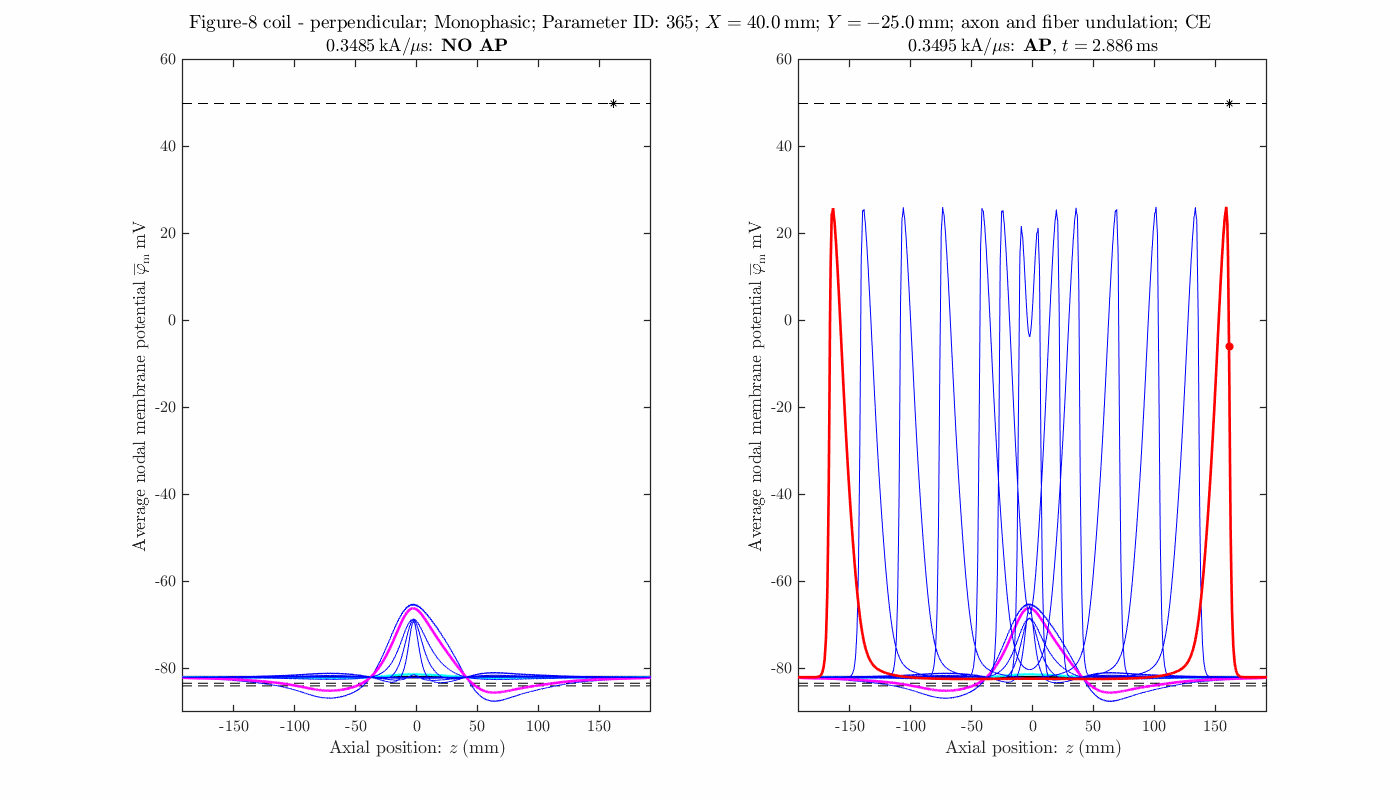 Figure-8 coil - perpendicular; Monophasic; Parameter ID: 365; X = 40.0 mm; Y = −25.0 mm; axon and fiber undulation; CE
0.3485 kA/μs: NO AP
60
40
20
0
-20
-40
-60
-80
Average nodal membrane potential φ̅m mV
-150 -100 -50 0 50 100 150
Axial position: z (mm)
0.3495 kA/μs: AP, t = 2.886 ms
60
40
20
0
-20
-40
-60
-80
Average nodal membrane potential φ̅m mV
-150 -100 -50 0 50 100 150
Axial position: z (mm)